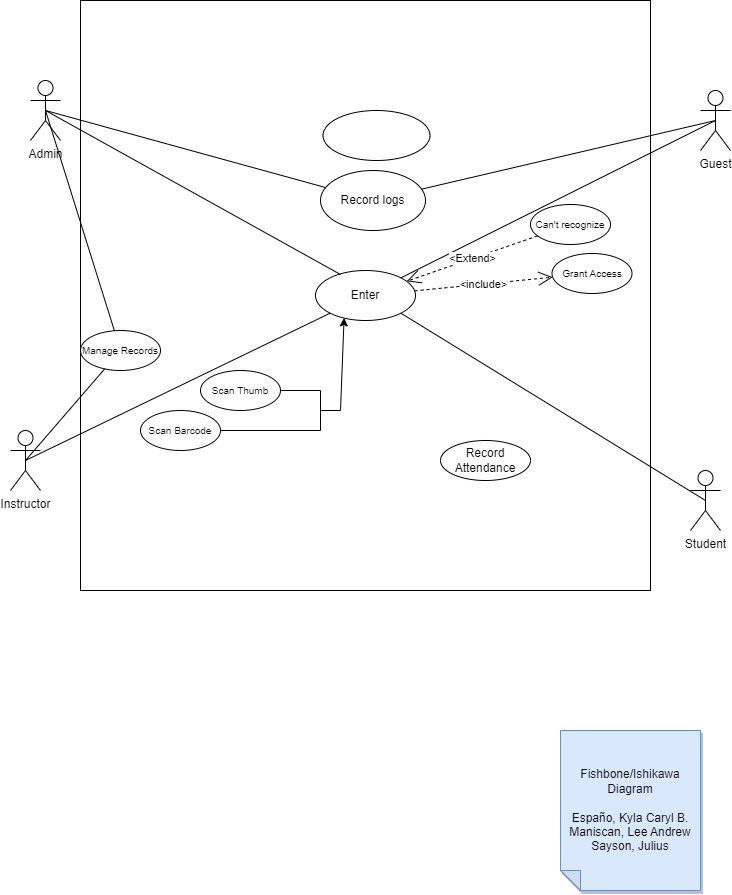 Admin
Guest
Record logs
Can't recognize
<Extend>
Grant Access
<include>
Enter
Manage Records
Scan Thumb
Scan Barcode
Record
Attendance
Instructor
Student
Fishbone/Ishikawa
Diagram
Españo, Kyla Caryl B.
Maniscan, Lee Andrew
Sayson, Julius